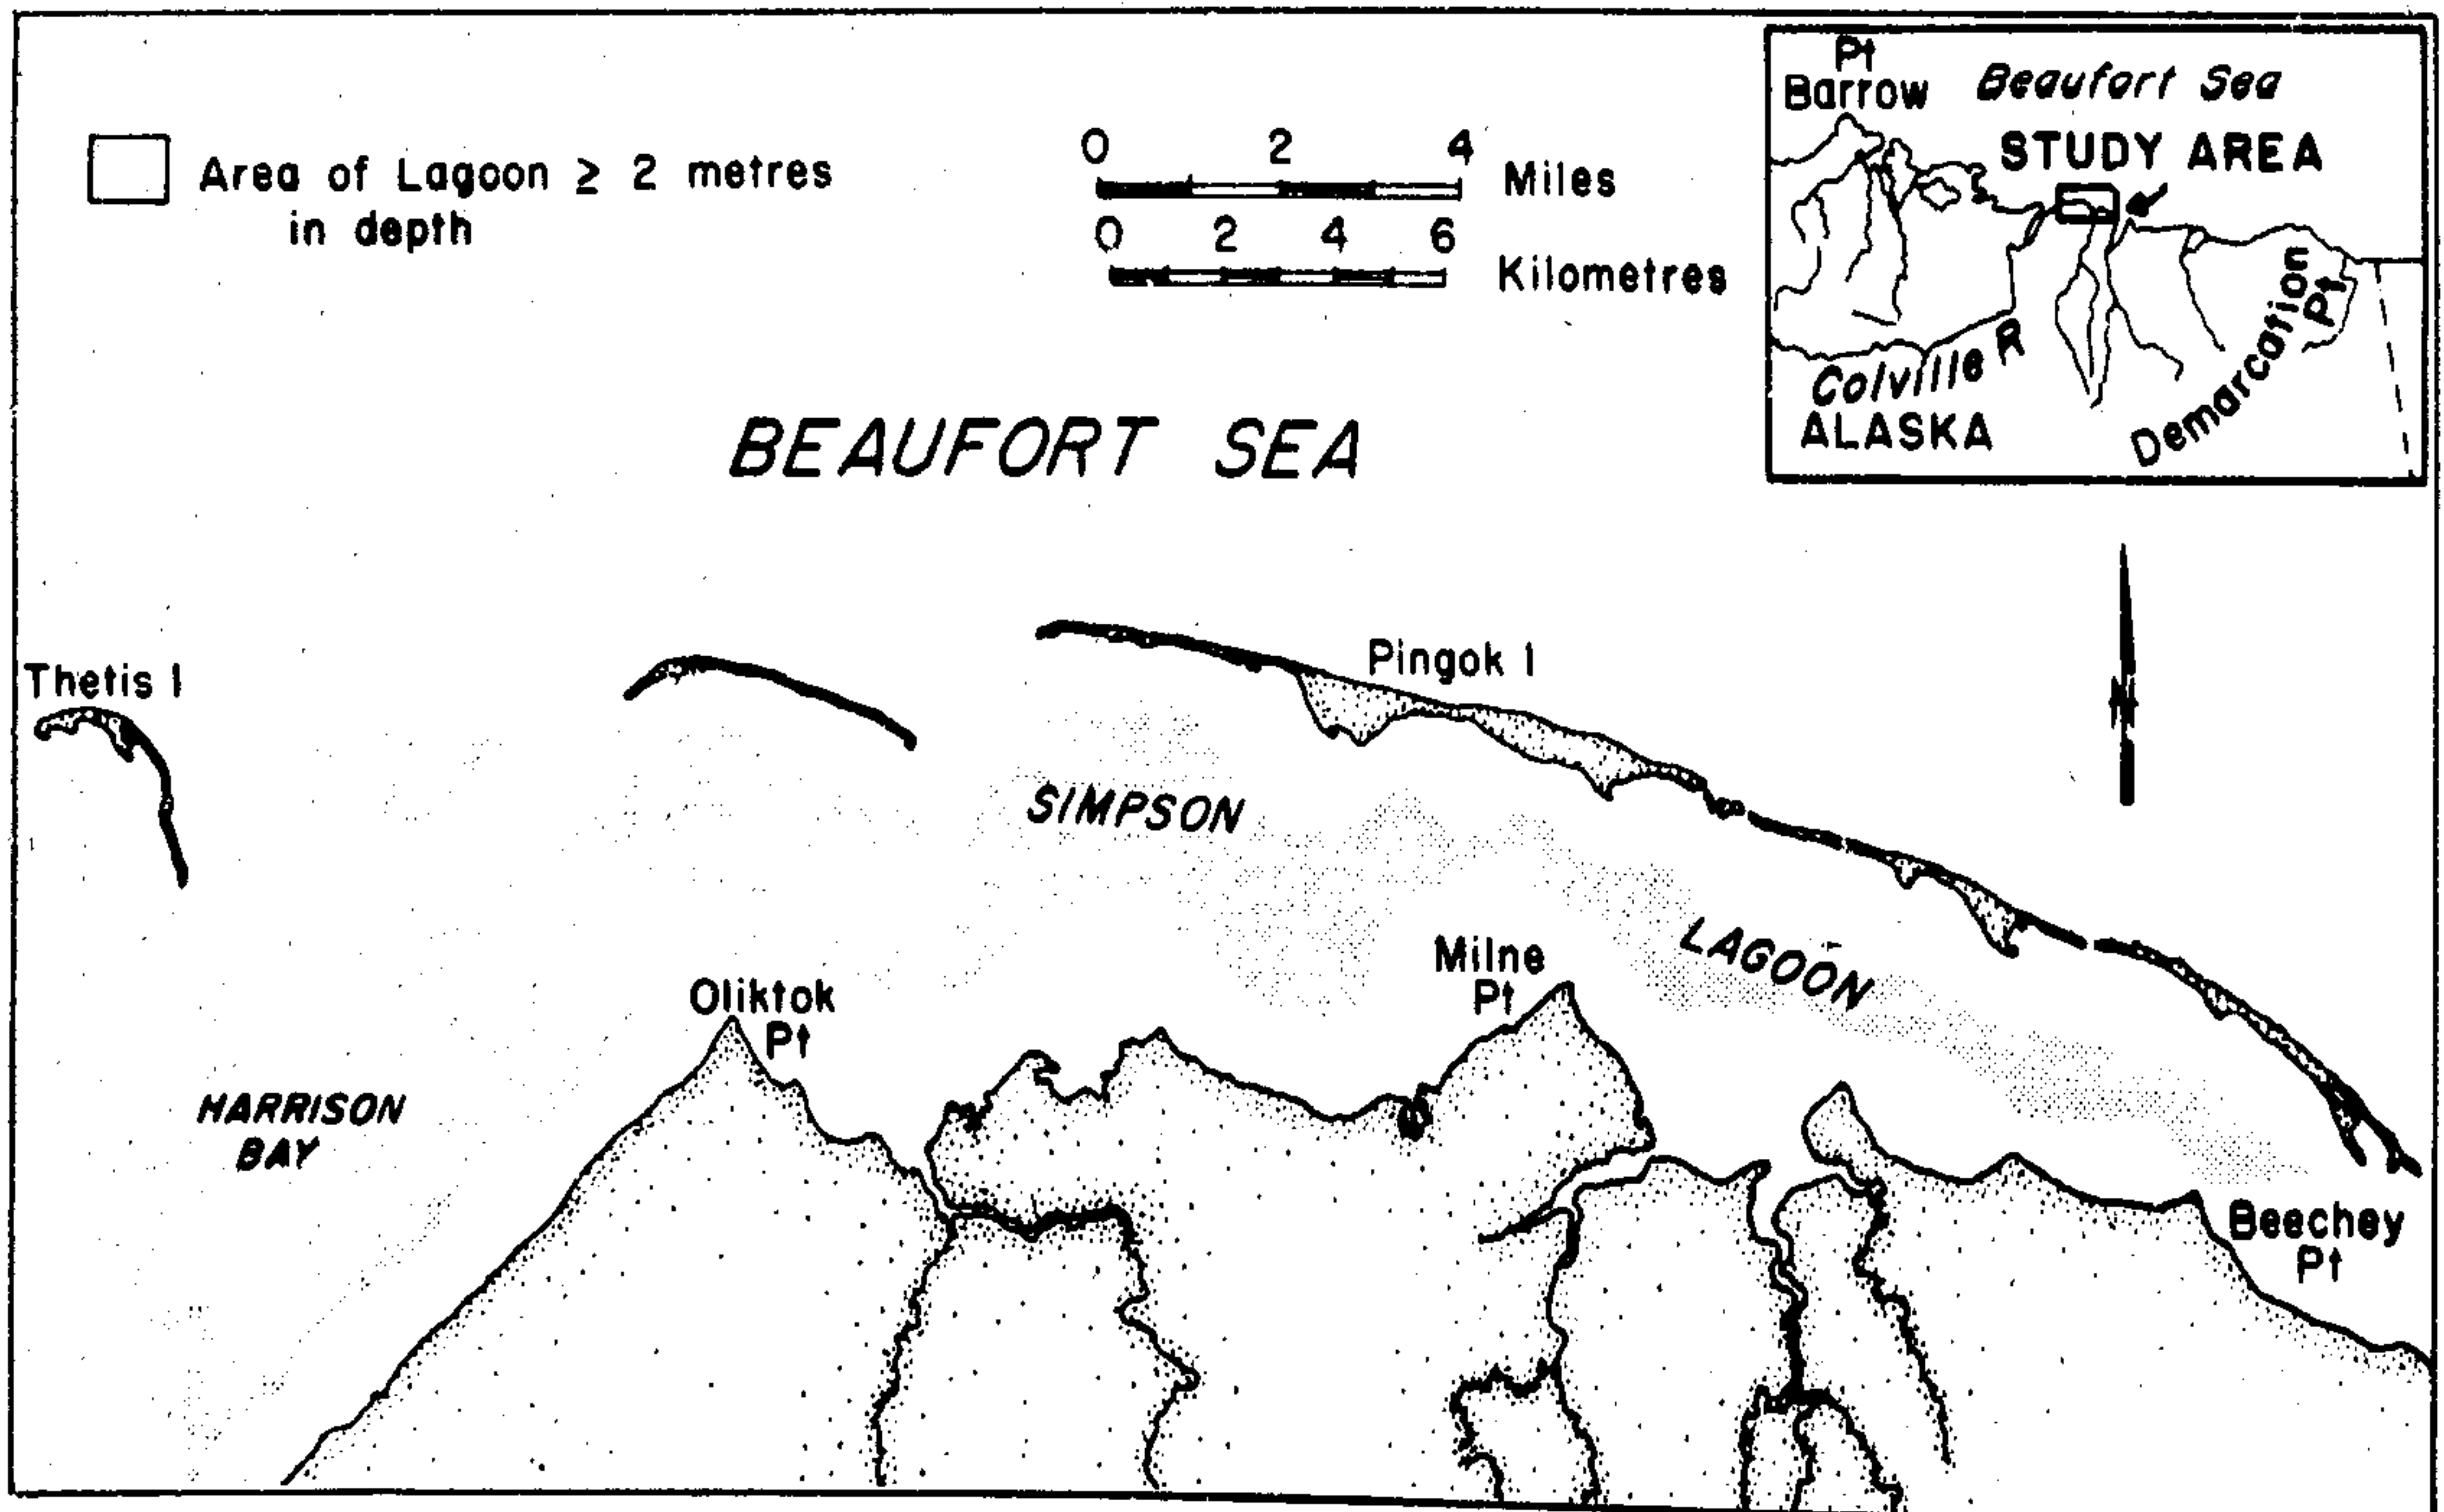 Area of Lagoon ≥ 2 metres
in depth
0 2 4
Miles
0 2 4 6
Kilometres
Pt
Barrow
Beaufort Sea
STUDY AREA
Colville R
ALASKA
Demarcation
Pt
BEAUFORT SEA
Thetis I
Pingok I
SIMPSON
LAGOON
Milne
Pt
Oliktok
Pt
HARRISON
BAY
Beechey
Pt